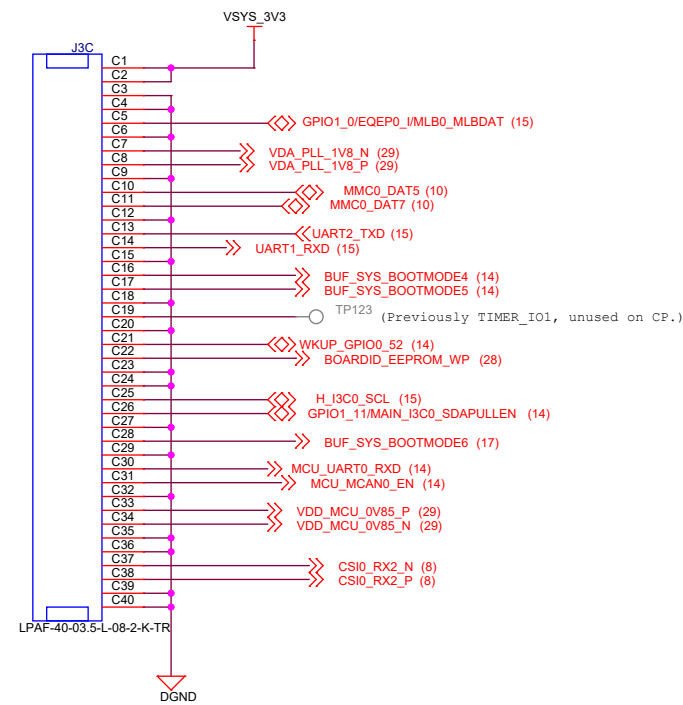 VSYS_3V3
J3C
C1
C2
C3
C4
C5 GPIO1_0/EQEP0_I/MLB0_MLBDAT (15)
C6
C7 VDA_PLL_1V8_N (29)
C8 VDA_PLL_1V8_P (29)
C9
C10 MMC0_DAT5 (10)
C11 MMC0_DAT7 (10)
C12
C13 UART2_TXD (15)
C14 UART1_RXD (15)
C15
C16 BUF_SYS_BOOTMODE4 (14)
C17 BUF_SYS_BOOTMODE5 (14)
C18
C19 TP123 (Previously TIMER_IO1, unused on CP.)
C20
C21 WKUP_GPIO0_52 (14)
C22 BOARDID_EEPROM_WP (28)
C23
C24
C25 H_I3C0_SCL (15)
C26 GPIO1_11/MAIN_I3C0_SDAPULLEN (14)
C27
C28 BUF_SYS_BOOTMODE6 (17)
C29
C30 MCU_UART0_RXD (14)
C31 MCU_MCAN0_EN (14)
C32
C33 VDD_MCU_0V85_P (29)
C34 VDD_MCU_0V85_N (29)
C35
C36
C37 CSI0_RX2_N (8)
C38 CSI0_RX2_P (8)
C39
C40
LPAF-40-03.5-L-08-2-K-TR
DGND